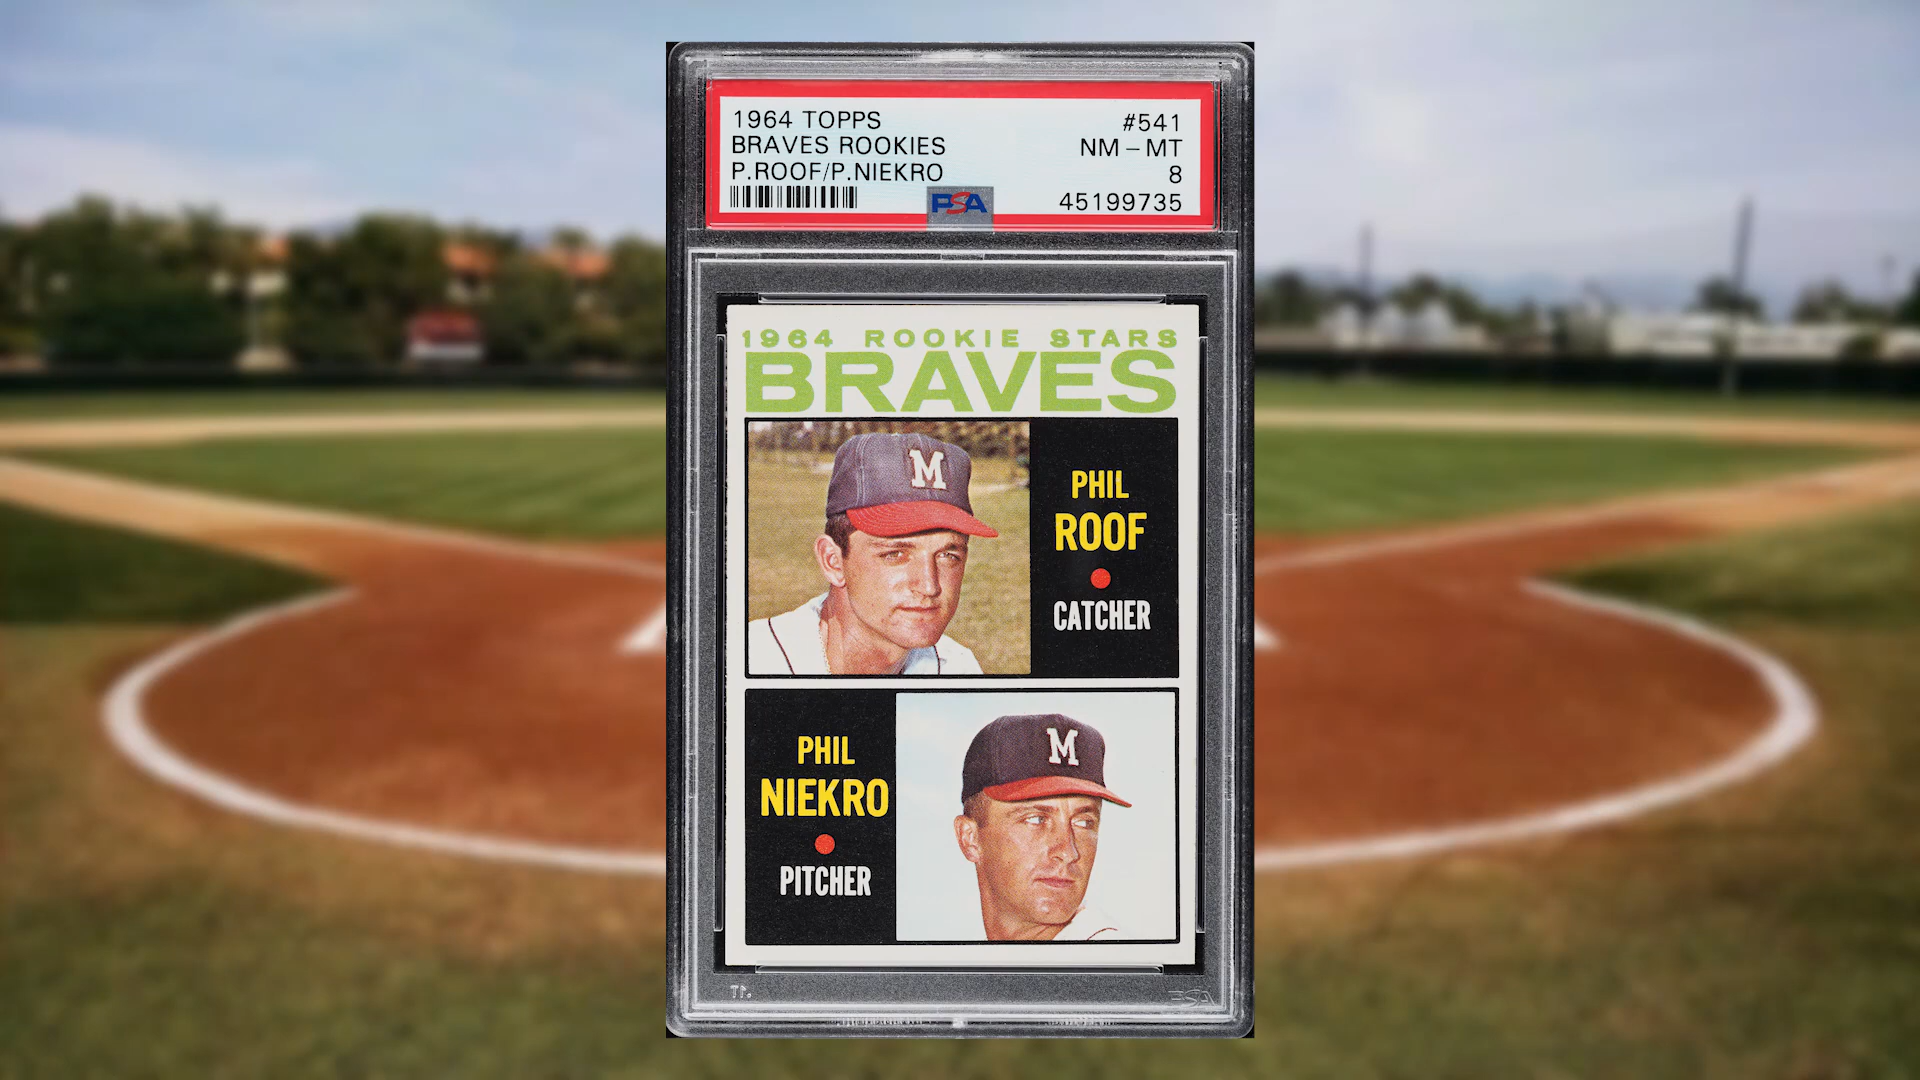 1964 TOPPS
#541
BRAVES ROOKIES
NM - MT
P.ROOF/P.NIEKRO
8
PSA
45199735
1964 ROOKIE STARS
BRAVES
M
PHIL
ROOF
CATCHER
M
PHIL
NIEKRO
PITCHER
PSA